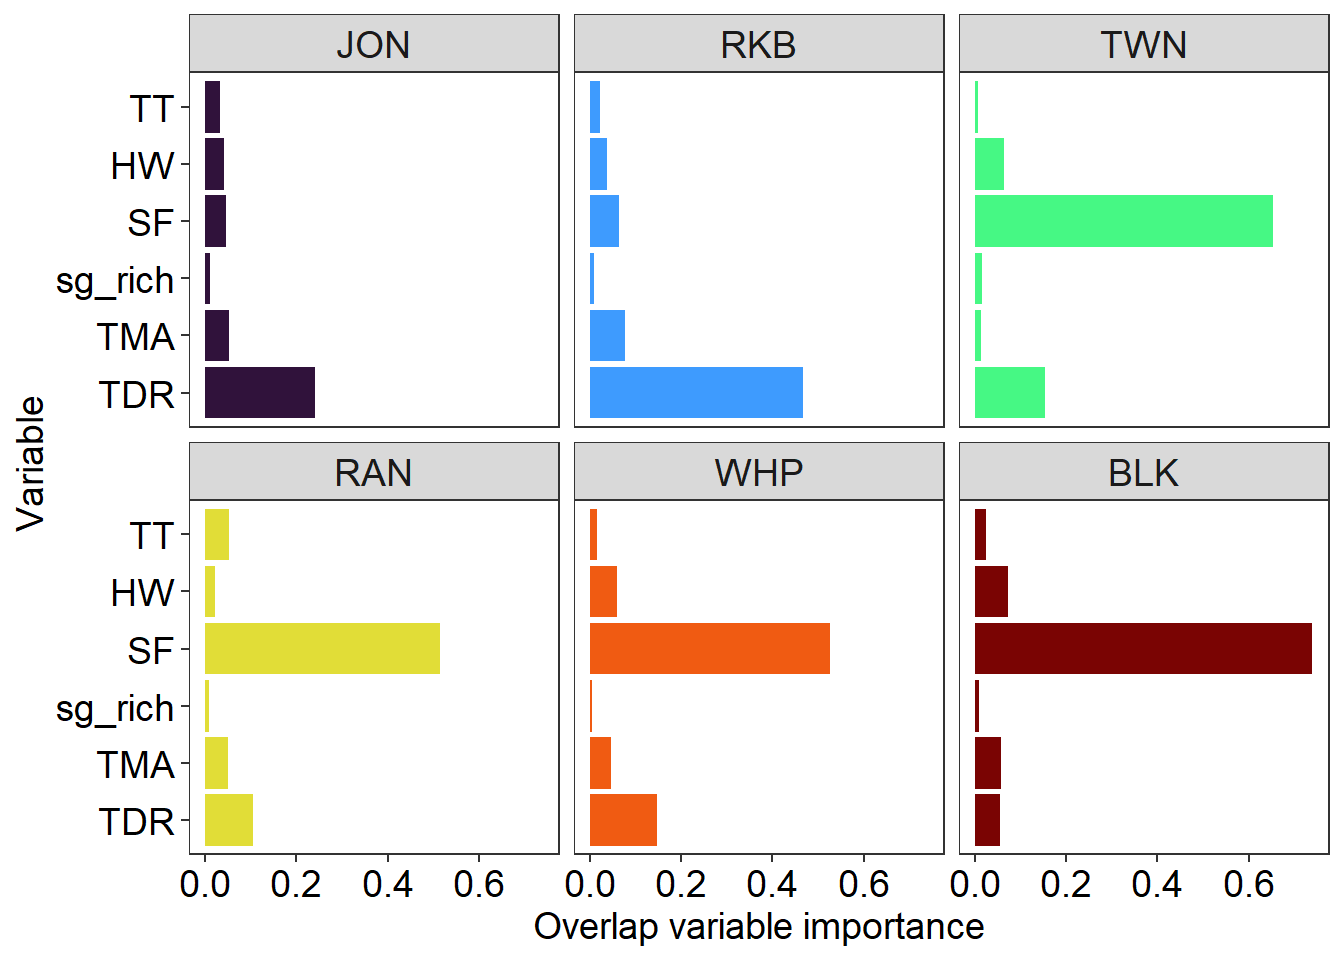 JON RKB TWN
TT
HW
SF
sg_rich
TMA
TDR
Variable
RAN WHP BLK
TT
HW
SF
sg_rich
TMA
TDR
0.0 0.2 0.4 0.6 0.0 0.2 0.4 0.6 0.0 0.2 0.4 0.6
Overlap variable importance